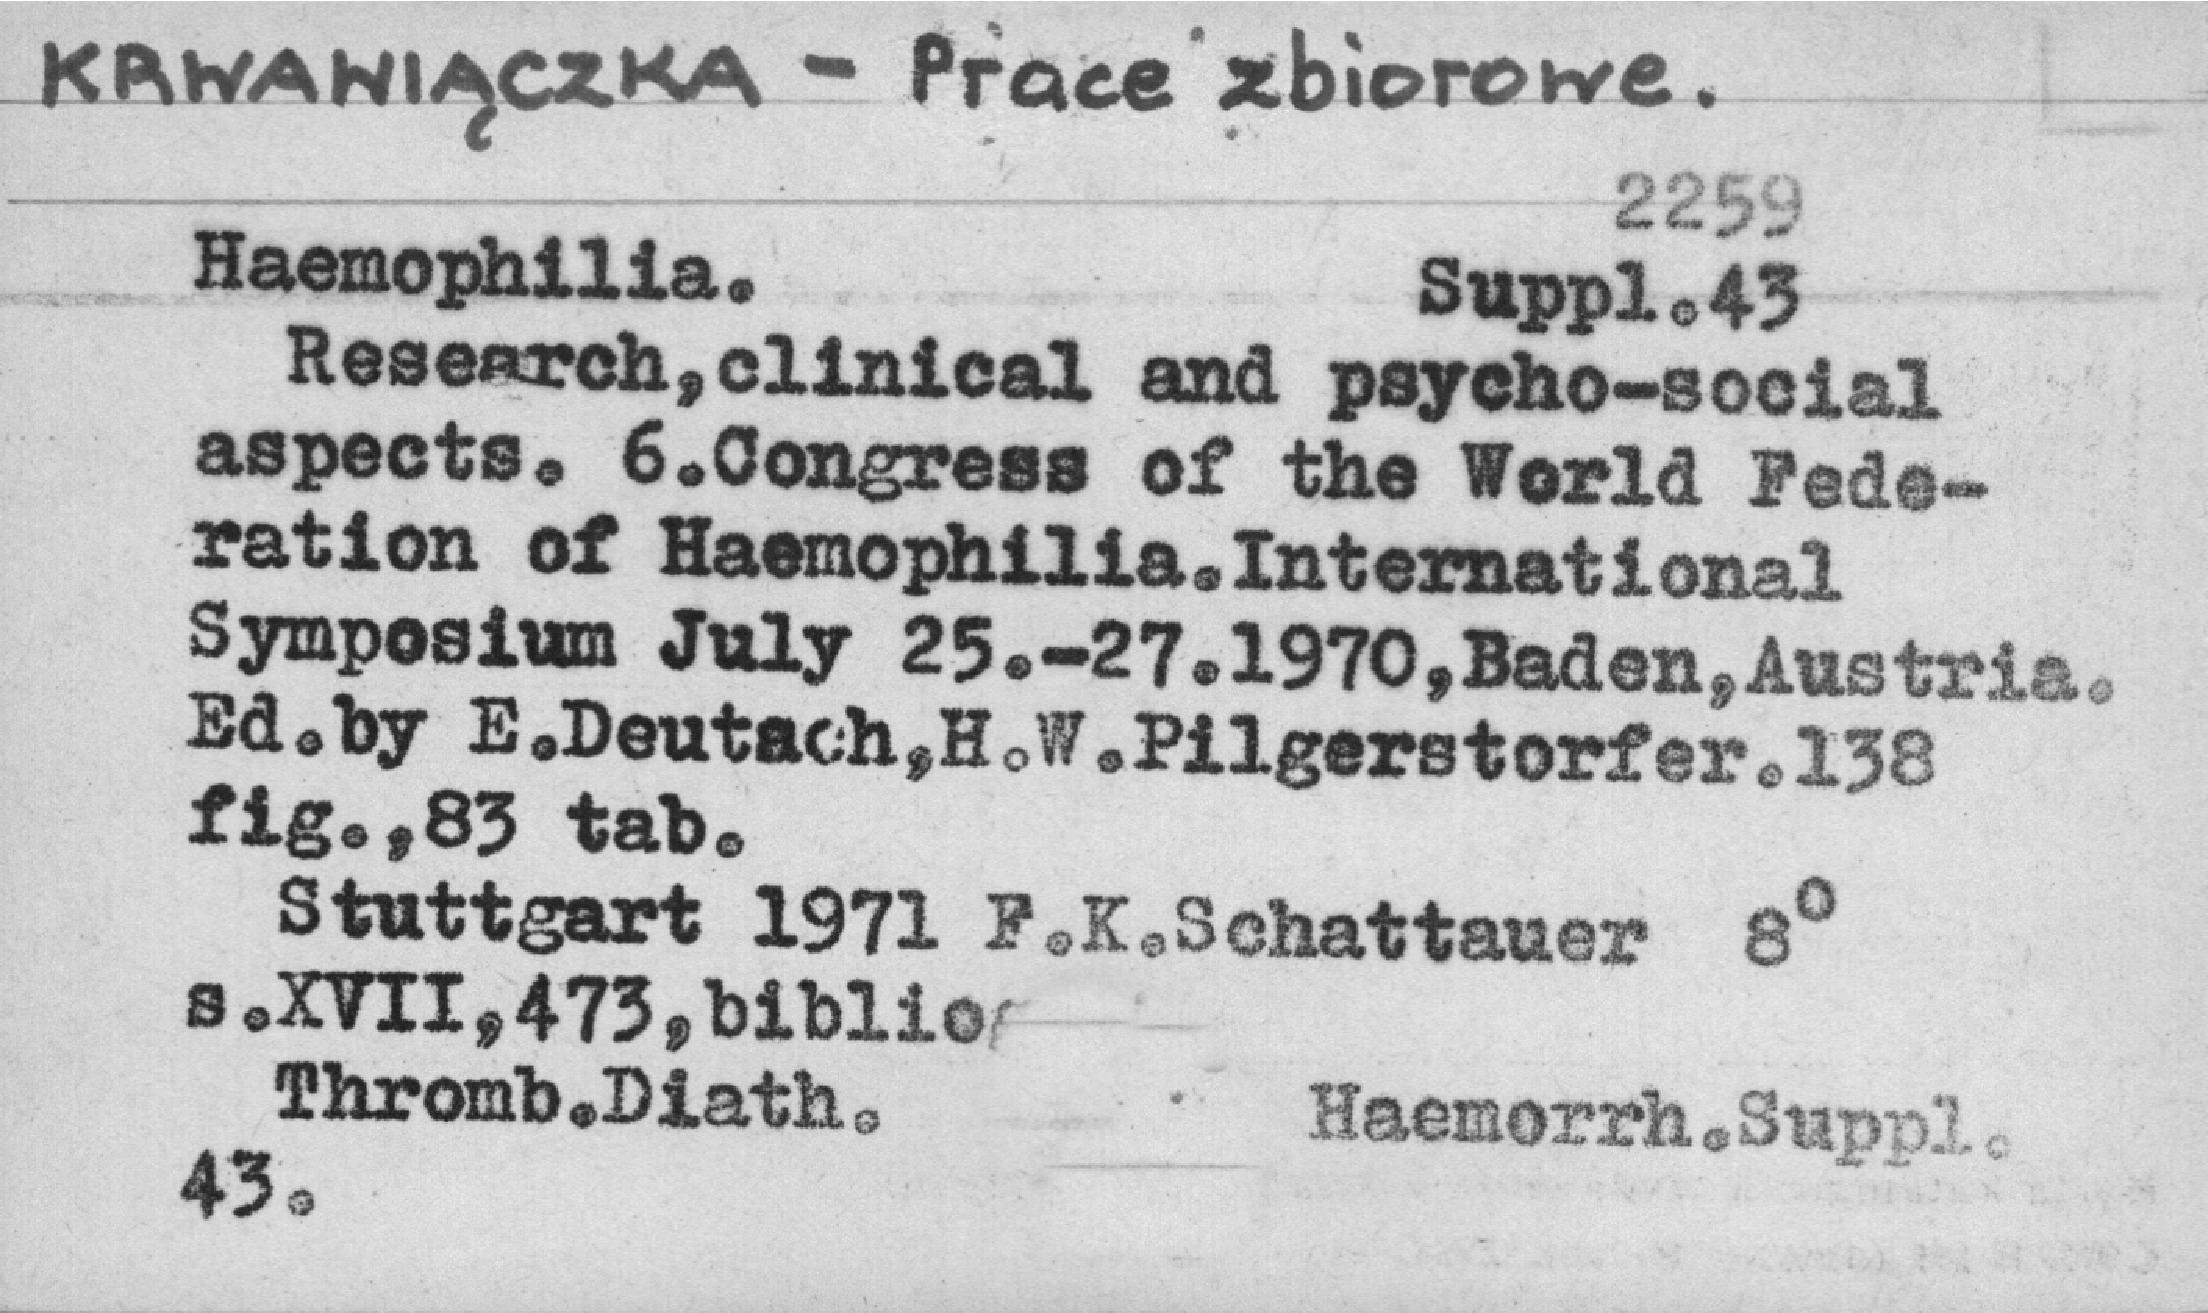 KRWAWIĄCZKA - Prace zbiorowe.
2259
Haemophilia. Suppl.43
Research,clinical and psycho-social
aspects. 6.Congress of the World Fede-
ration of Haemophilia.International
Symposium July 25.-27.1970,Baden,Austria.
Ed.by E.Deutsch,H.W.Pilgerstorfer.138
fig.,83 tab.
Stuttgart 1971 F.K.Schattauer 8⁰
s.XVII,473,bibliog
Thromb.Diath. Haemorrh.Suppl.
43.